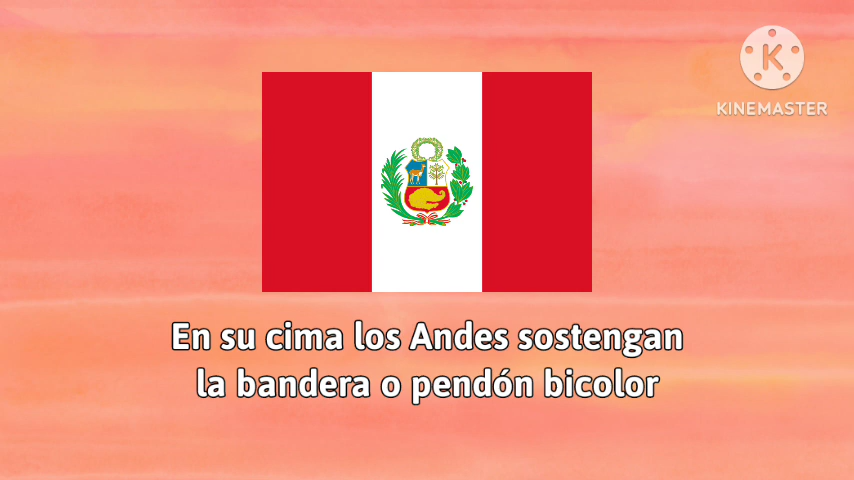 K
KINEMASTER
En su cima los Andes sostengan
la bandera o pendón bicolor